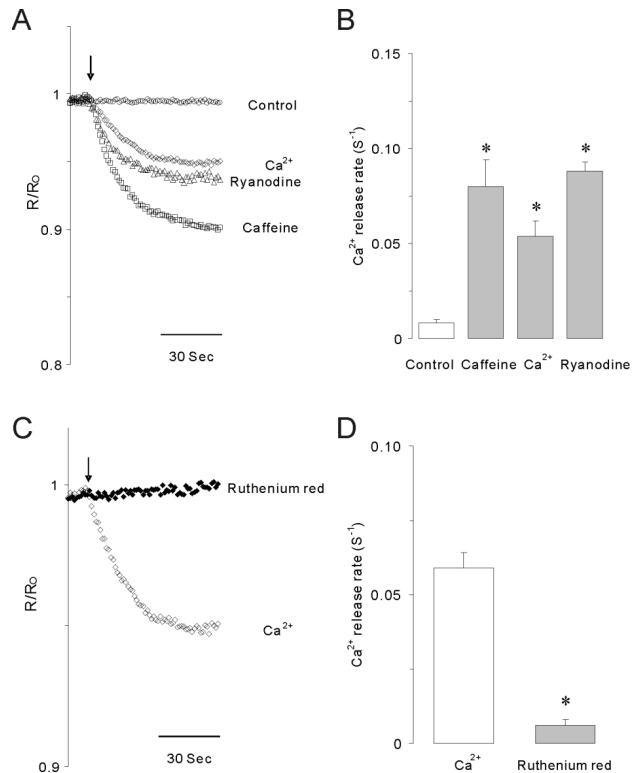 A
1
0.9
0.8
R/Ro
Control
Ca²⁺
Ryanodine
Caffeine
30 Sec
B
0.15
0.10
0.05
0
Ca²⁺ release rate (S⁻¹)
*
*
*
Control Caffeine Ca²⁺ Ryanodine
C
1
0.9
R/Ro
Ruthenium red
Ca²⁺
30 Sec
D
0.10
0.05
0
Ca²⁺ release rate (S⁻¹)
*
Ca²⁺ Ruthenium red